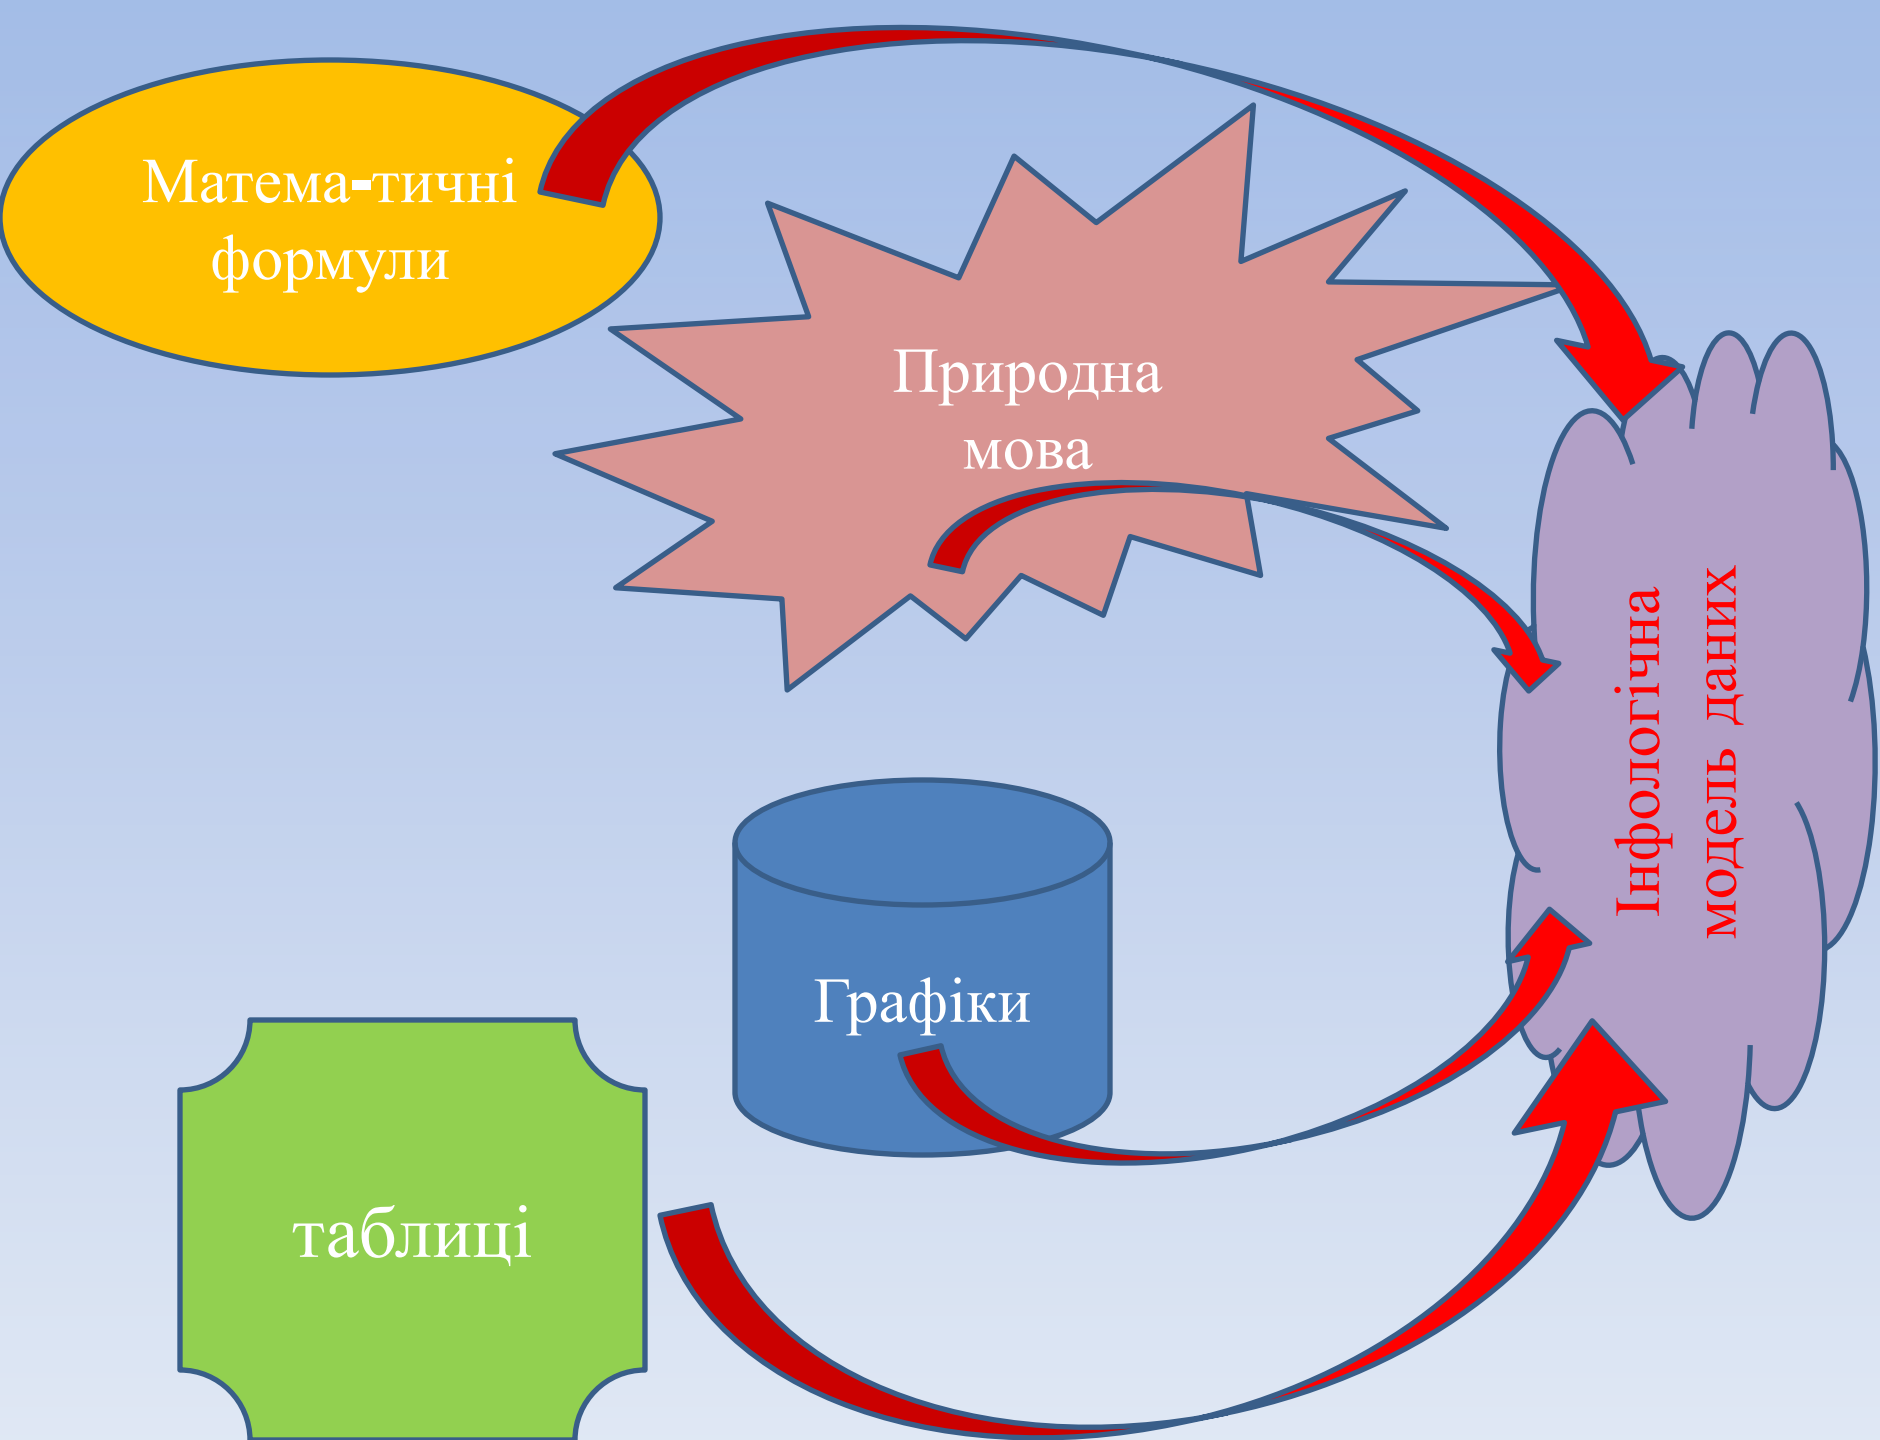 Матема-тичні
формули
Природна
мова
Графіки
таблиці
Інфологічна
модель даних